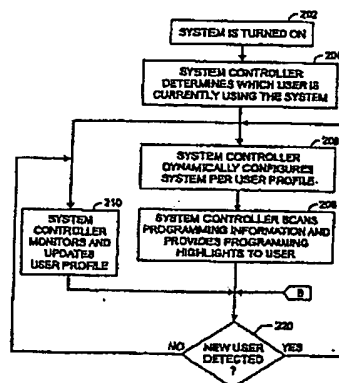 202
SYSTEM IS TURNED ON
SYSTEM CONTROLLER
DETERMINES WHICH USER IS
CURRENTLY USING THE SYSTEM
SYSTEM CONTROLLER
DYNAMICALLY CONFIGURES
SYSTEM PER USER PROFILE
210
SYSTEM
CONTROLLER
MONITORS AND
UPDATES
USER PROFILE
SYSTEM CONTROLLER SCANS
PROGRAMMING INFORMATION AND
PROVIDES PROGRAMMING
HIGHLIGHTS TO USER
220
NO
NEW USER
DETECTED
?
YES